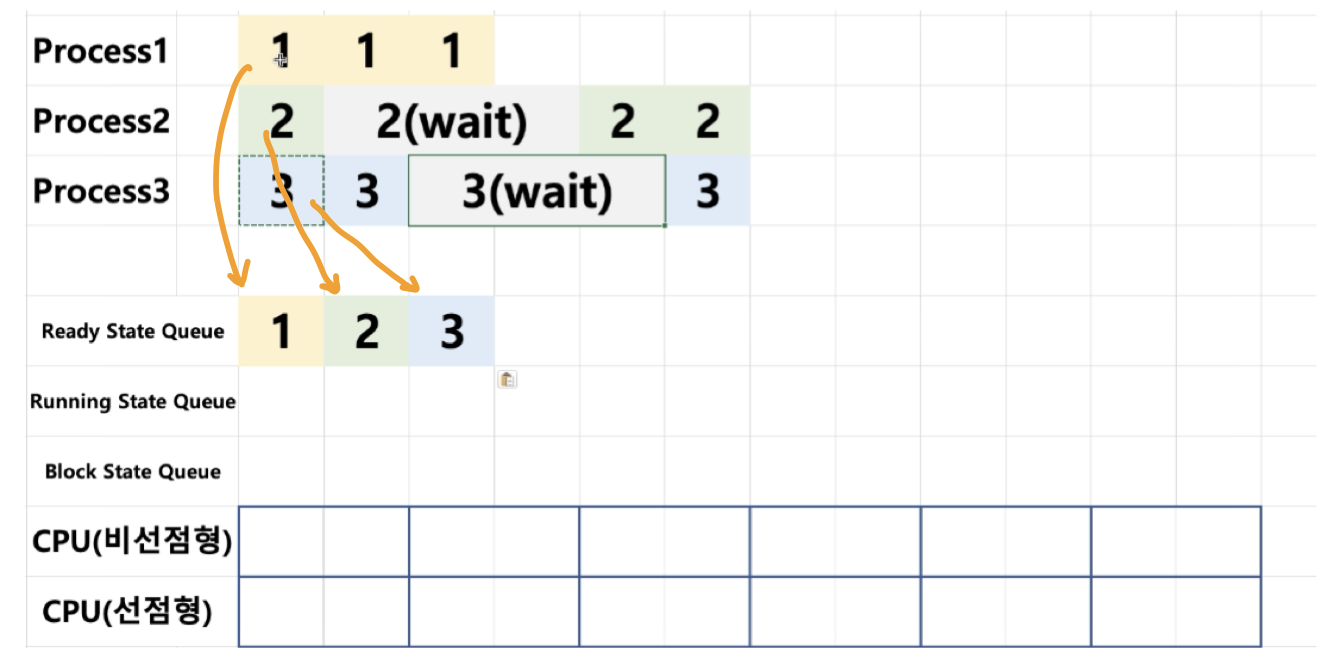 Process1 1 1 1
Process2 2 2(wait) 2 2
Process3 3 3 3(wait) 3
Ready State Queue 1 2 3
Running State Queue
Block State Queue
CPU(비선점형)
CPU(선점형)